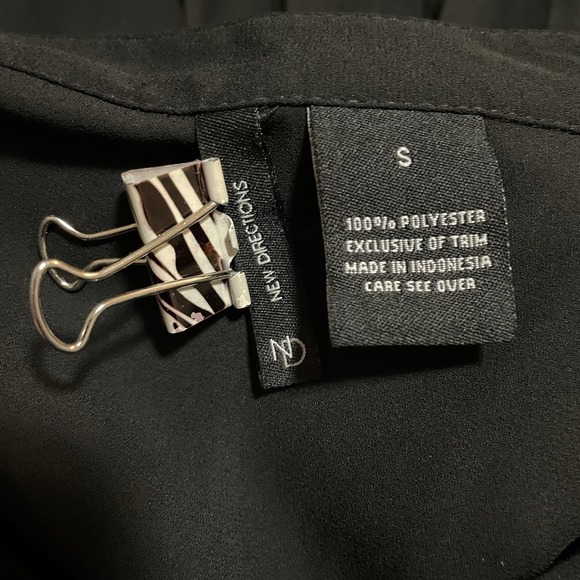 NEW DIRECTIONS
ND
S
100% POLYESTER
EXCLUSIVE OF TRIM
MADE IN INDONESIA
CARE SEE OVER